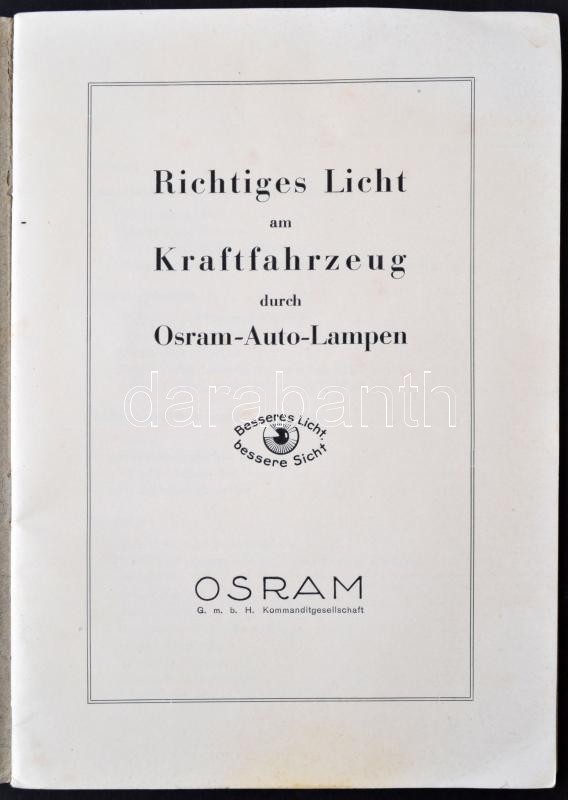 Richtiges Licht
am
Kraftfahrzeug
durch
Osram-Auto-Lampen
darabanth
Besseres Licht,
bessere Sicht
OSRAM
G. m. b. H. Kommanditgesellschaft